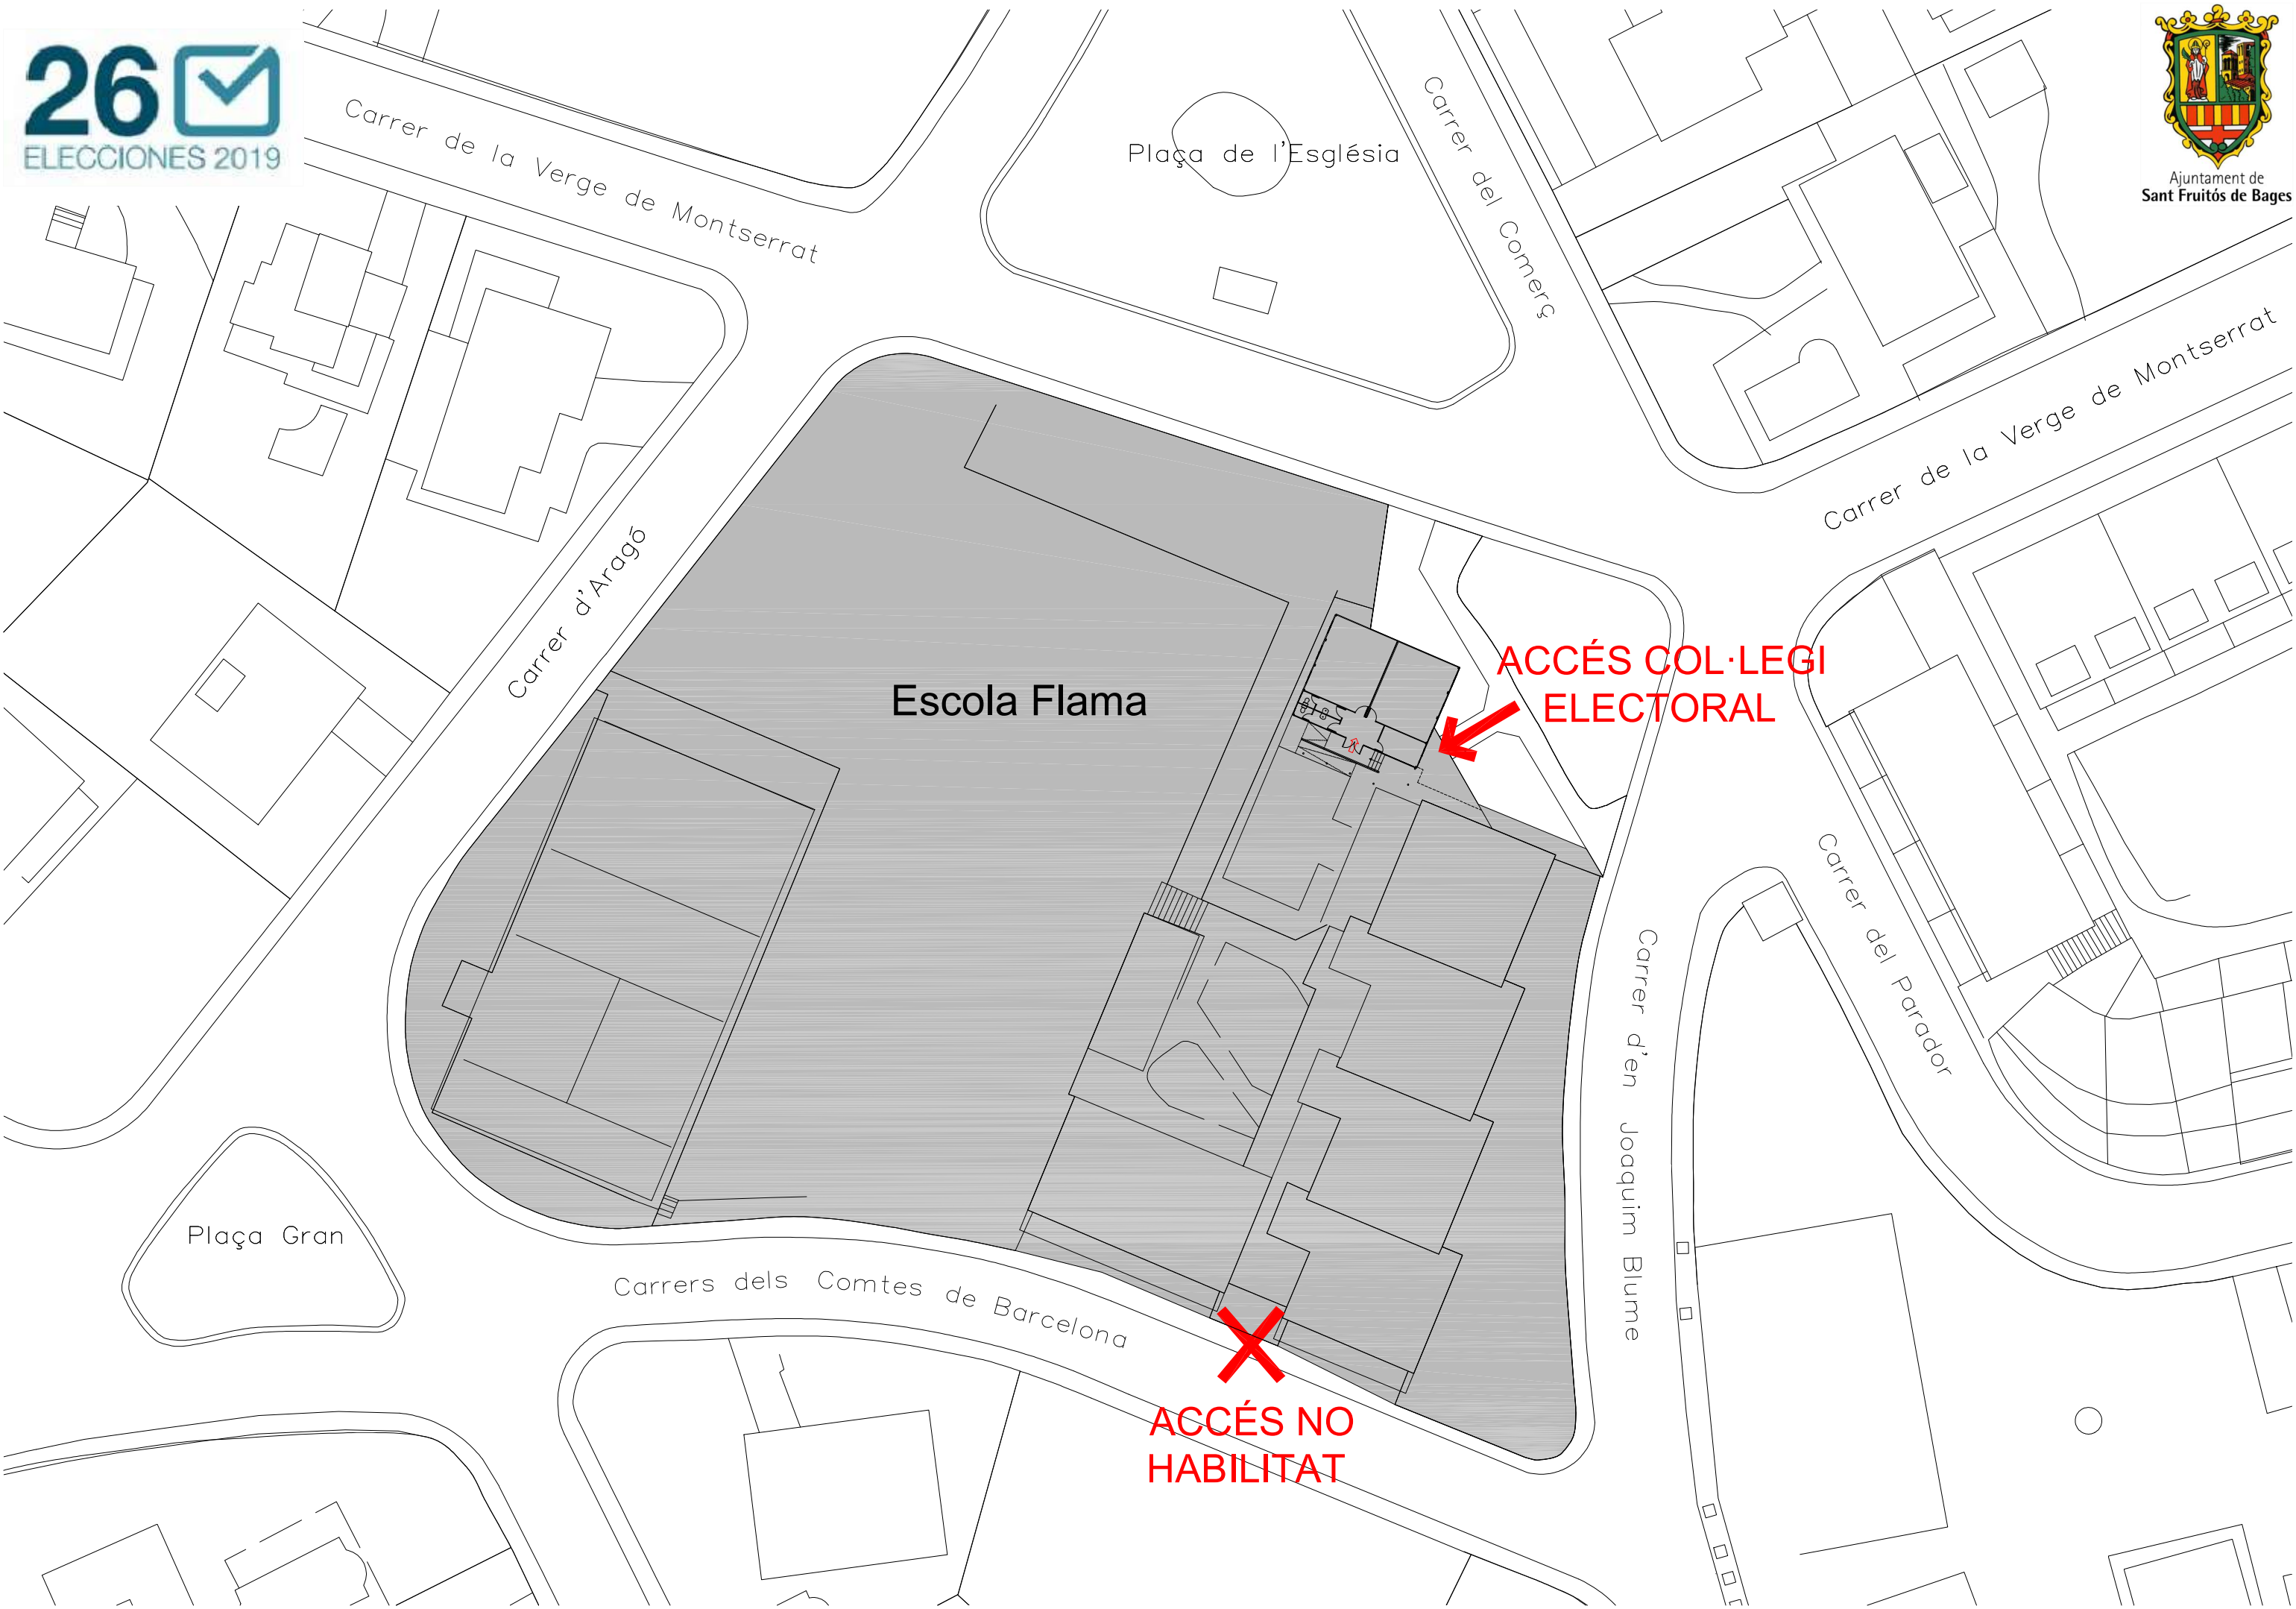 26
ELECCIONES 2019
Ajuntament de
Sant Fruitós de Bages
Carrer de la Verge de Montserrat
Plaça de l'Església
Carrer del Comerç
Carrer de la Verge de Montserrat
Carrer d'Aragó
Escola Flama
ACCÉS COL·LEGI
ELECTORAL
Carrer del Parador
Carrer d'en Joaquim Blume
Plaça Gran
Carrers dels Comtes de Barcelona
ACCÉS NO
HABILITAT